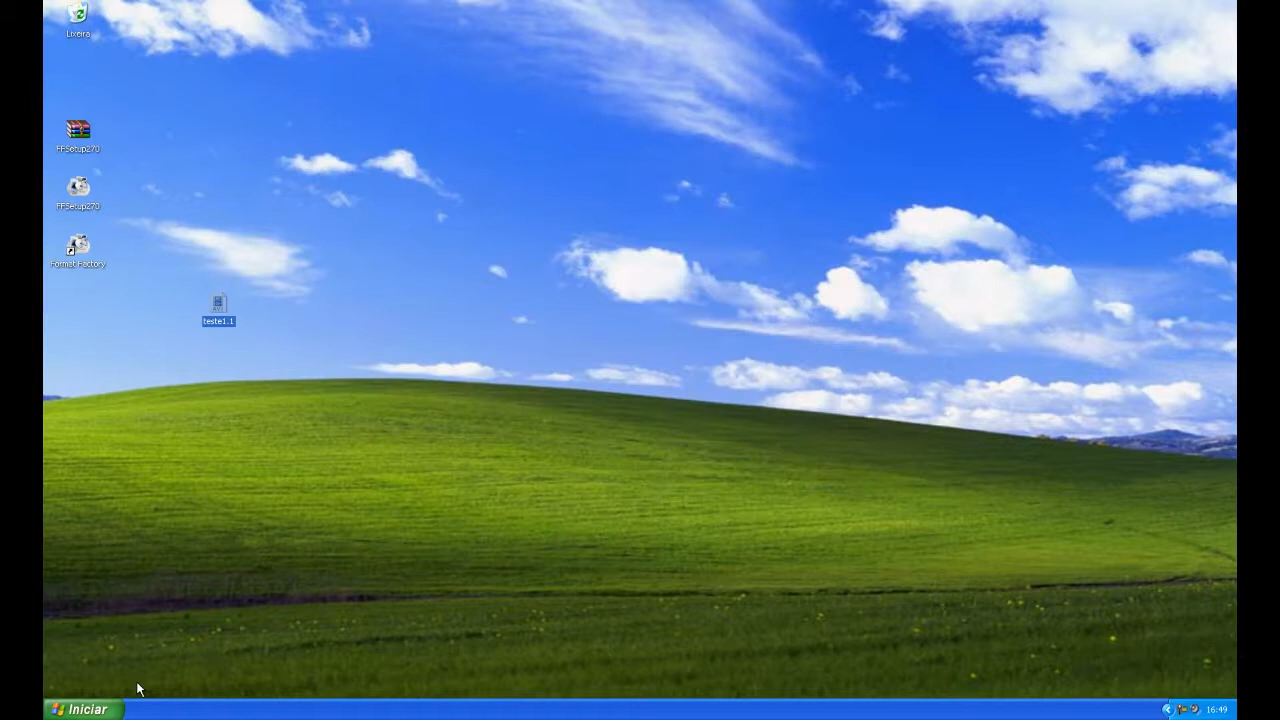 Lixeira
FFSetup270
FFSetup270
Format Factory
teste1.1
Iniciar
16:49